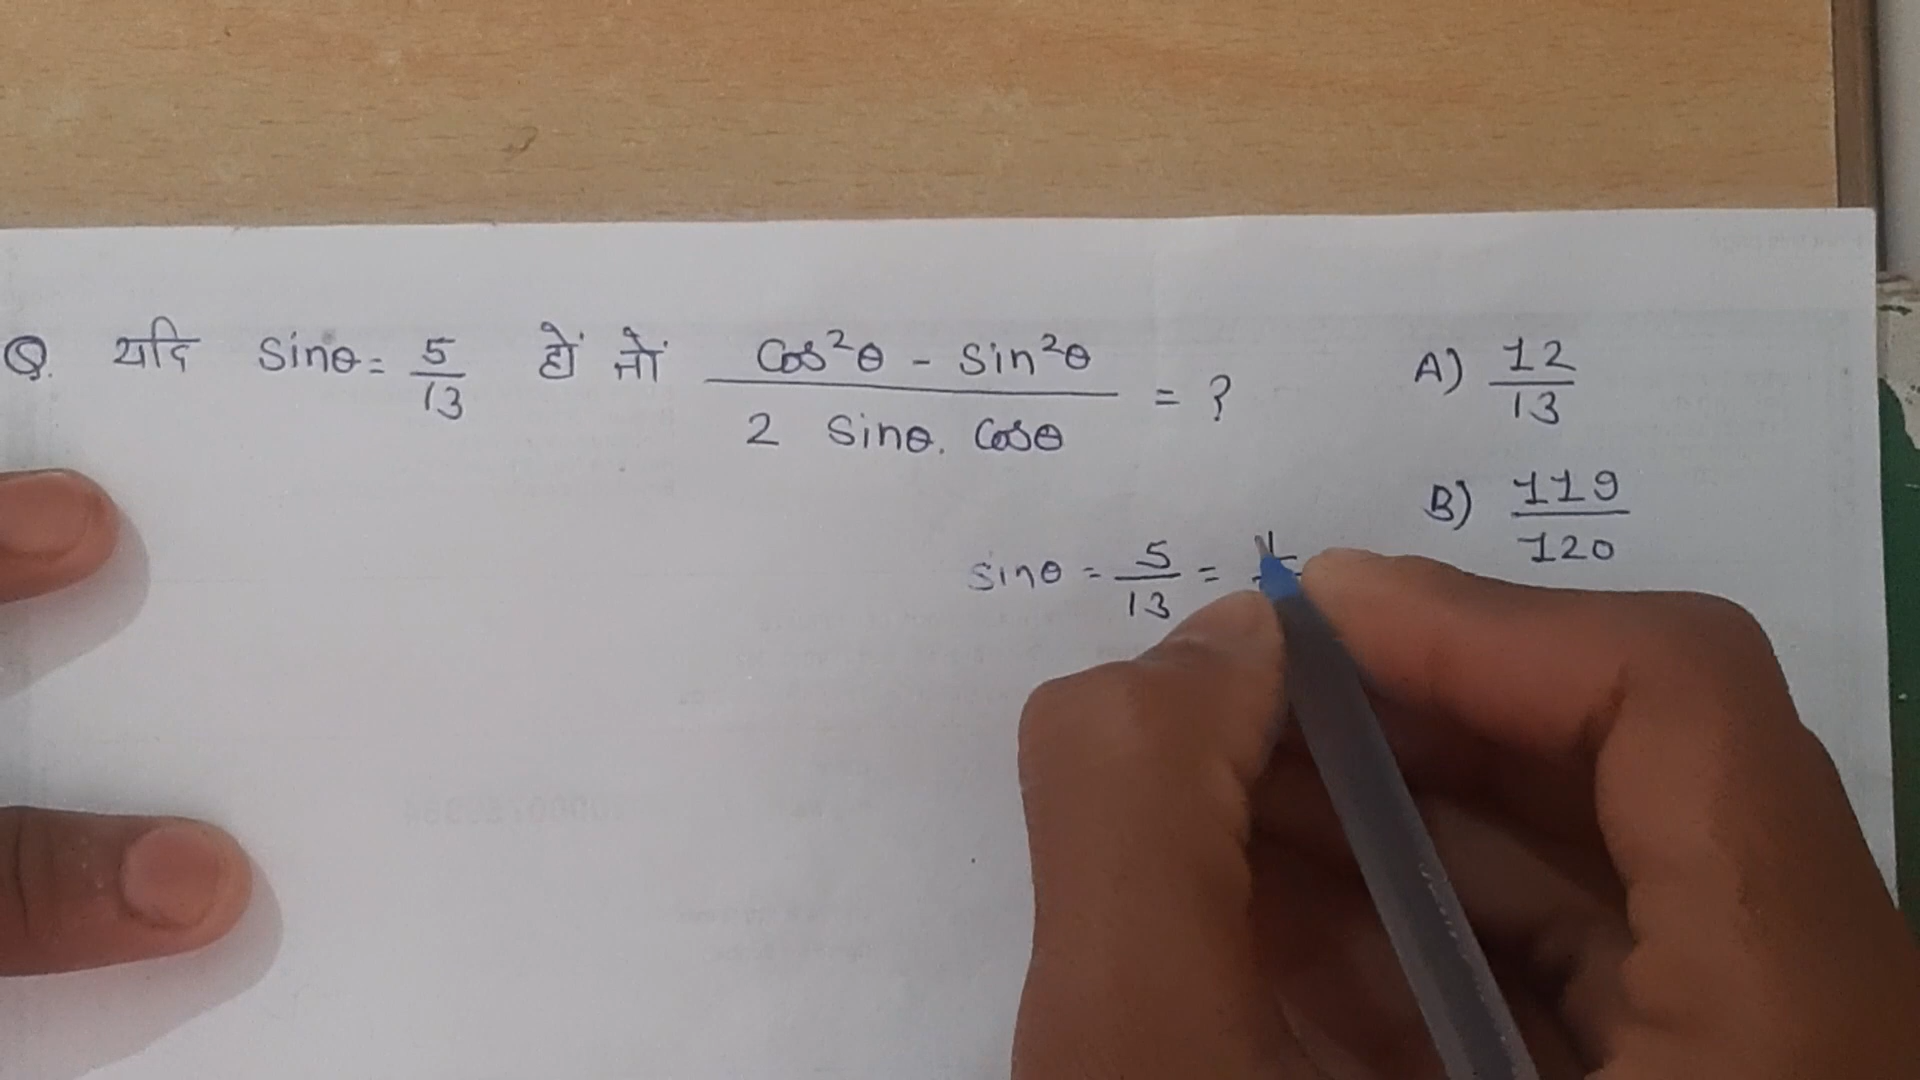 Q. यदि sinθ = 5/13 हों तों (cos²θ - sin²θ)/(2 sinθ. cosθ) = ?
A) 12/13
B) 119/120
sinθ = 5/13 =